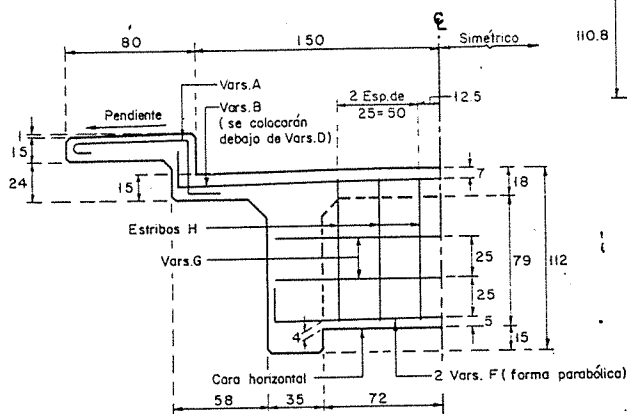 ℄
80
150
Simétrico
110.8
Vars.A
2 Esp.de
25=50
12.5
Pendiente
Vars.B
(se colocarán
debajo de Vars.D)
1
15
24
15
7
18
Estribos H
Vars.G
25
79
112
25
5
4
15
Cara horizontal
2 Vars. F (forma parabólica)
58
35
72